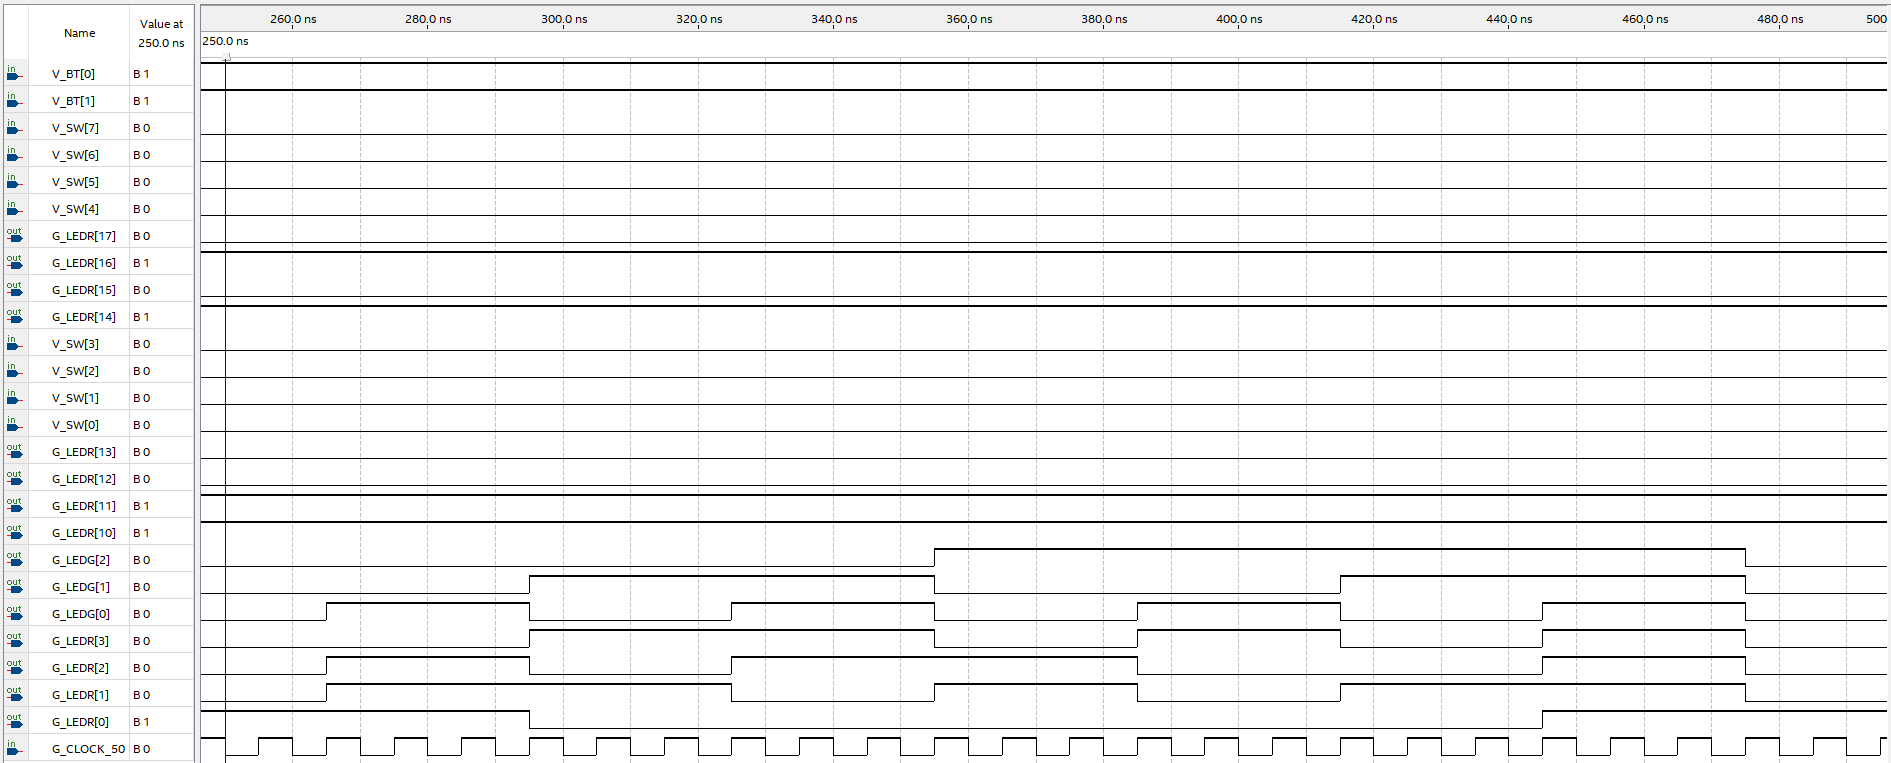 Name
Value at
250.0 ns
260.0 ns 280.0 ns 300.0 ns 320.0 ns 340.0 ns 360.0 ns 380.0 ns 400.0 ns 420.0 ns 440.0 ns 460.0 ns 480.0 ns 500
250.0 ns
in V_BT[0] B 1
in V_BT[1] B 1
in V_SW[7] B 0
in V_SW[6] B 0
in V_SW[5] B 0
in V_SW[4] B 0
out G_LEDR[17] B 0
out G_LEDR[16] B 1
out G_LEDR[15] B 0
out G_LEDR[14] B 1
in V_SW[3] B 0
in V_SW[2] B 0
in V_SW[1] B 0
in V_SW[0] B 0
out G_LEDR[13] B 0
out G_LEDR[12] B 0
out G_LEDR[11] B 1
out G_LEDR[10] B 1
out G_LEDG[2] B 0
out G_LEDG[1] B 0
out G_LEDG[0] B 0
out G_LEDR[3] B 0
out G_LEDR[2] B 0
out G_LEDR[1] B 0
out G_LEDR[0] B 1
in G_CLOCK_50 B 0